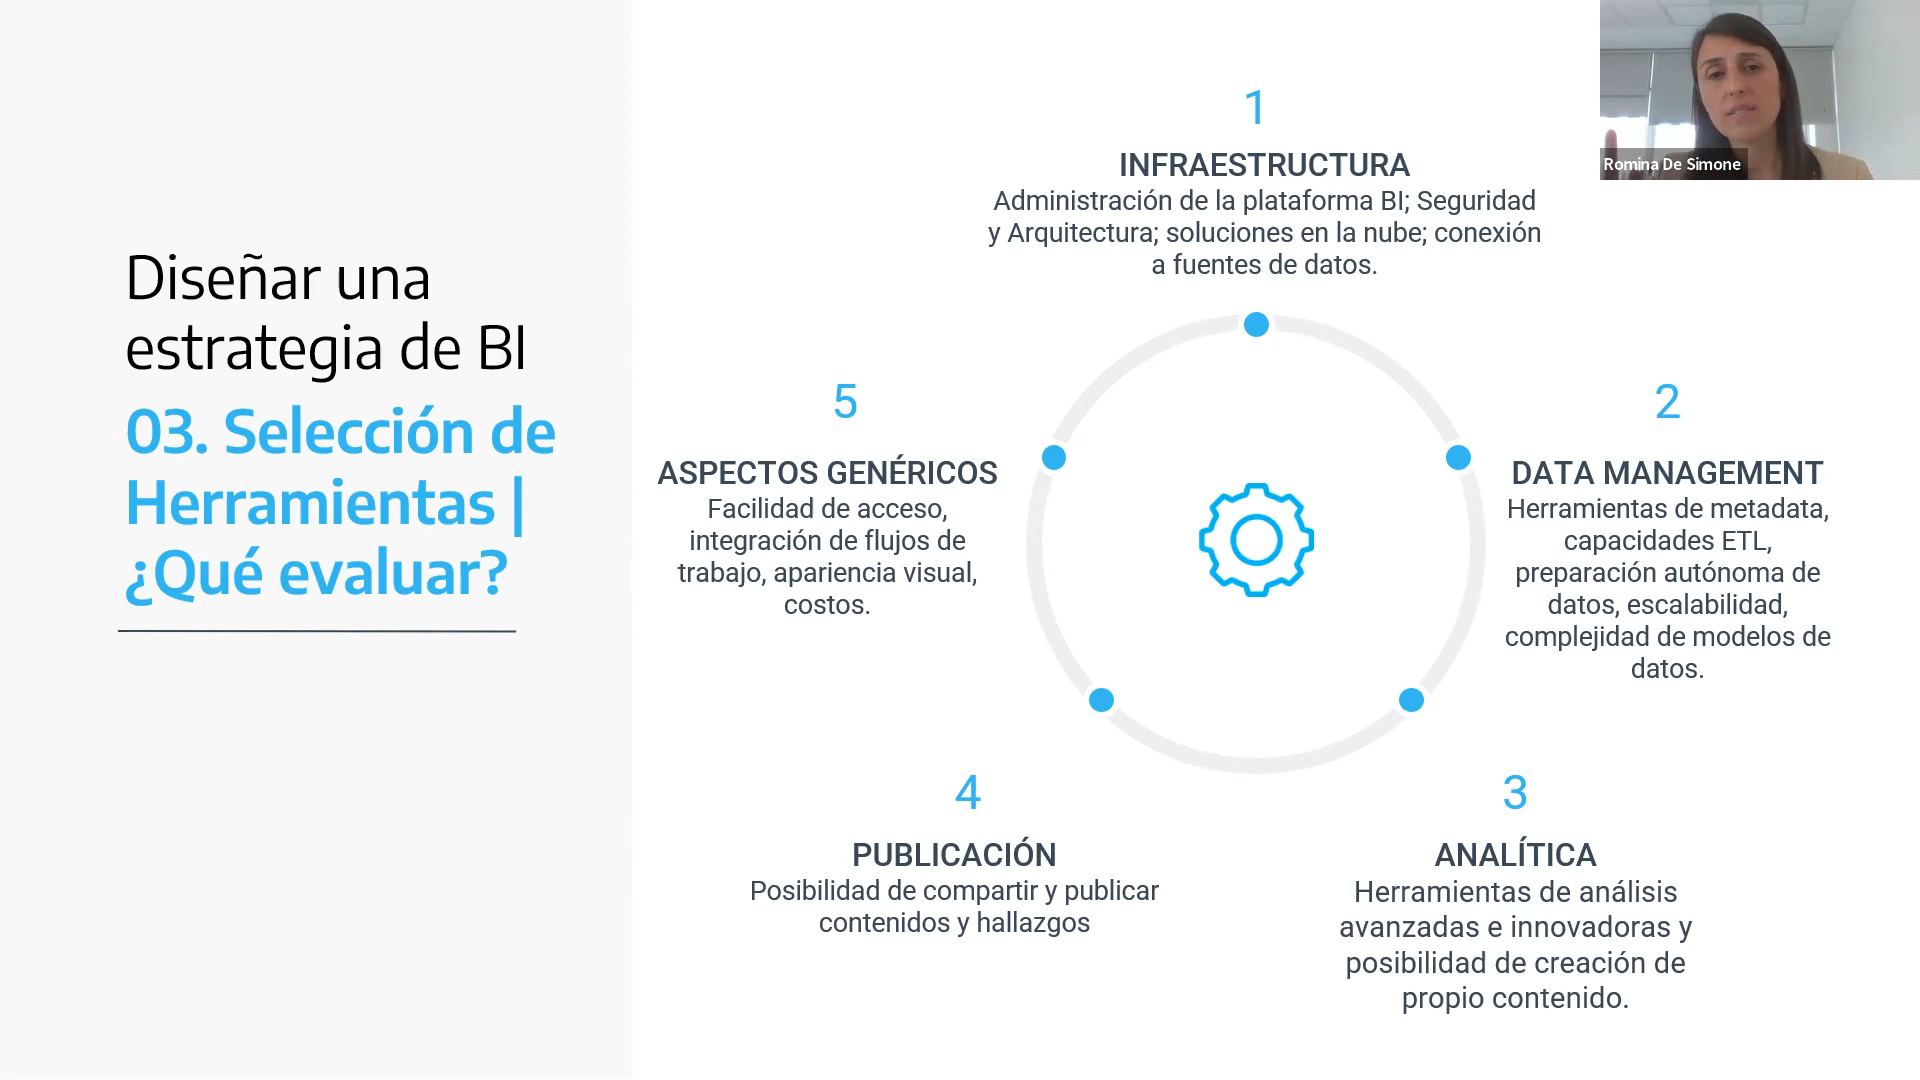 Diseñar una
estrategia de BI
03. Selección de
Herramientas |
¿Qué evaluar?
1
INFRAESTRUCTURA
Administración de la plataforma BI; Seguridad
y Arquitectura; soluciones en la nube; conexión
a fuentes de datos.
2
DATA MANAGEMENT
Herramientas de metadata,
capacidades ETL,
preparación autónoma de
datos, escalabilidad,
complejidad de modelos de
datos.
3
ANALÍTICA
Herramientas de análisis
avanzadas e innovadoras y
posibilidad de creación de
propio contenido.
4
PUBLICACIÓN
Posibilidad de compartir y publicar
contenidos y hallazgos
5
ASPECTOS GENÉRICOS
Facilidad de acceso,
integración de flujos de
trabajo, apariencia visual,
costos.
Romina De Simone